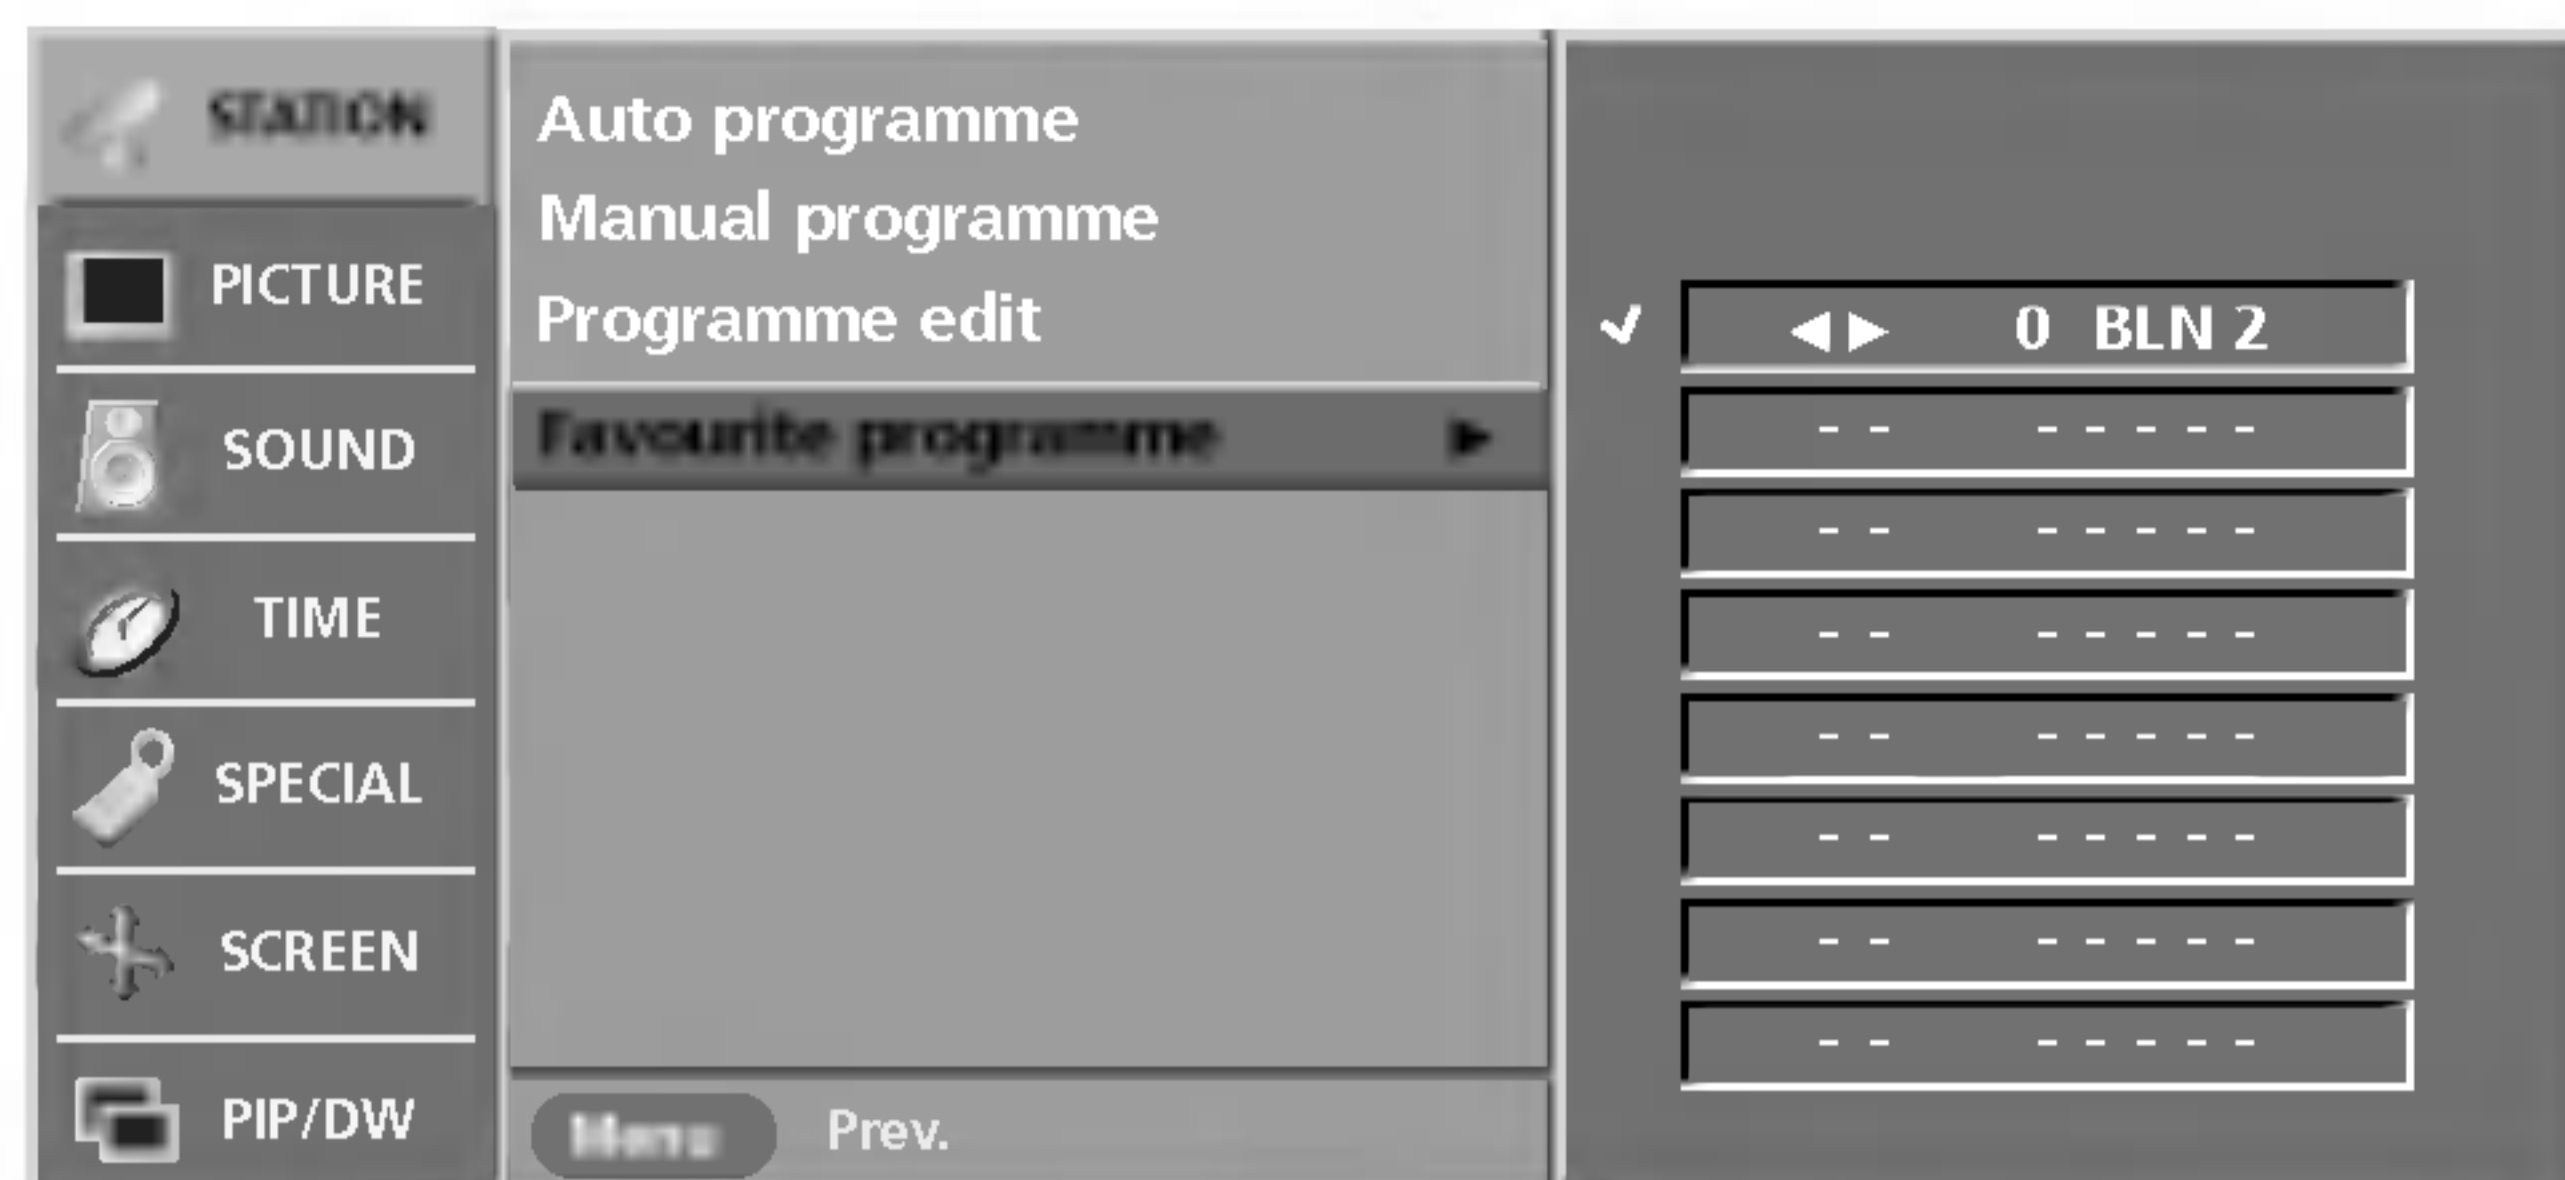 STATION
PICTURE
SOUND
TIME
SPECIAL
SCREEN
PIP/DW
Auto programme
Manual programme
Programme edit
Favourite programme ▶
Menu Prev.
✓ ◀▶ 0 BLN 2
- - - - - - -
- - - - - - -
- - - - - - -
- - - - - - -
- - - - - - -
- - - - - - -
- - - - - - -